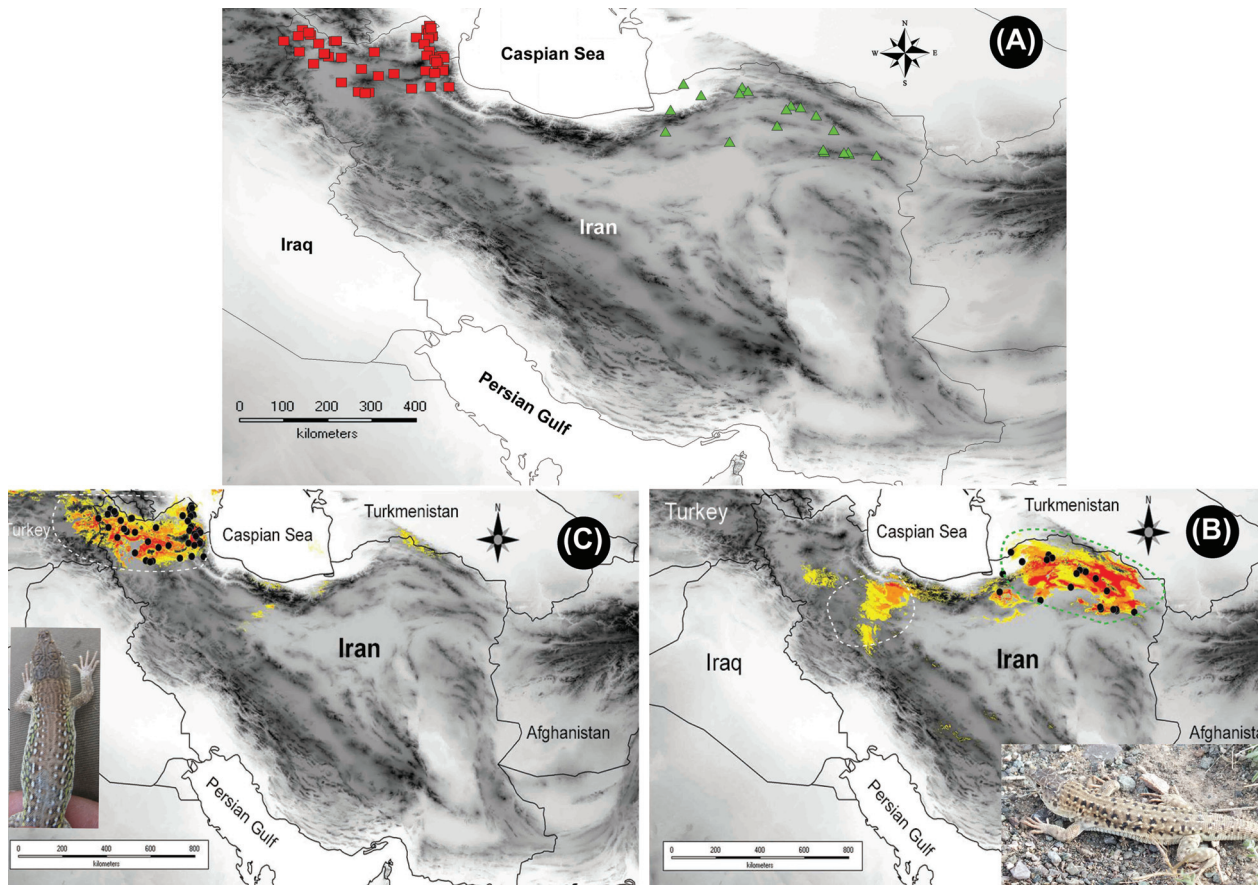 N
W E
S
(A)
Caspian Sea
Iran
Iraq
Persian Gulf
0 100 200 300 400
kilometers
Turkey
Caspian Sea
Turkmenistan
N
(C)
Iran
Afghanistan
Persian Gulf
0 200 400 600 800
kilometers
Turkey
Caspian Sea
Turkmenistan
N
(B)
Iraq
Iran
Afghanistan
Persian Gulf
0 200 400 600 800
kilometers